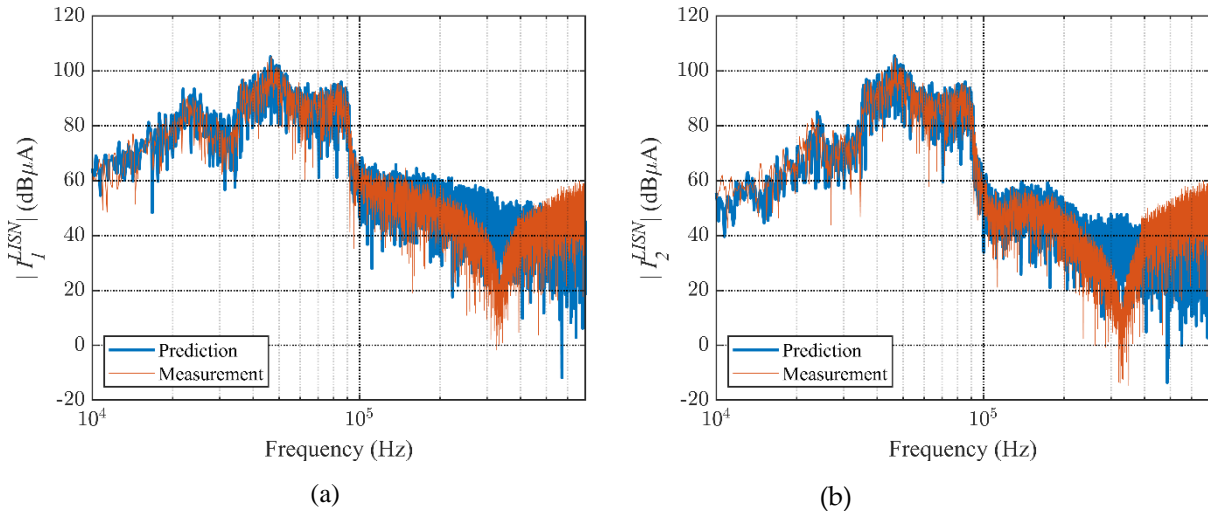 120
100
80
60
40
20
0
-20
| I_1^{LISN}| (dBμA)
Prediction
Measurement
10^4
10^5
Frequency (Hz)
(a)
120
100
80
60
40
20
0
-20
| I_2^{LISN}| (dBμA)
Prediction
Measurement
10^4
10^5
Frequency (Hz)
(b)